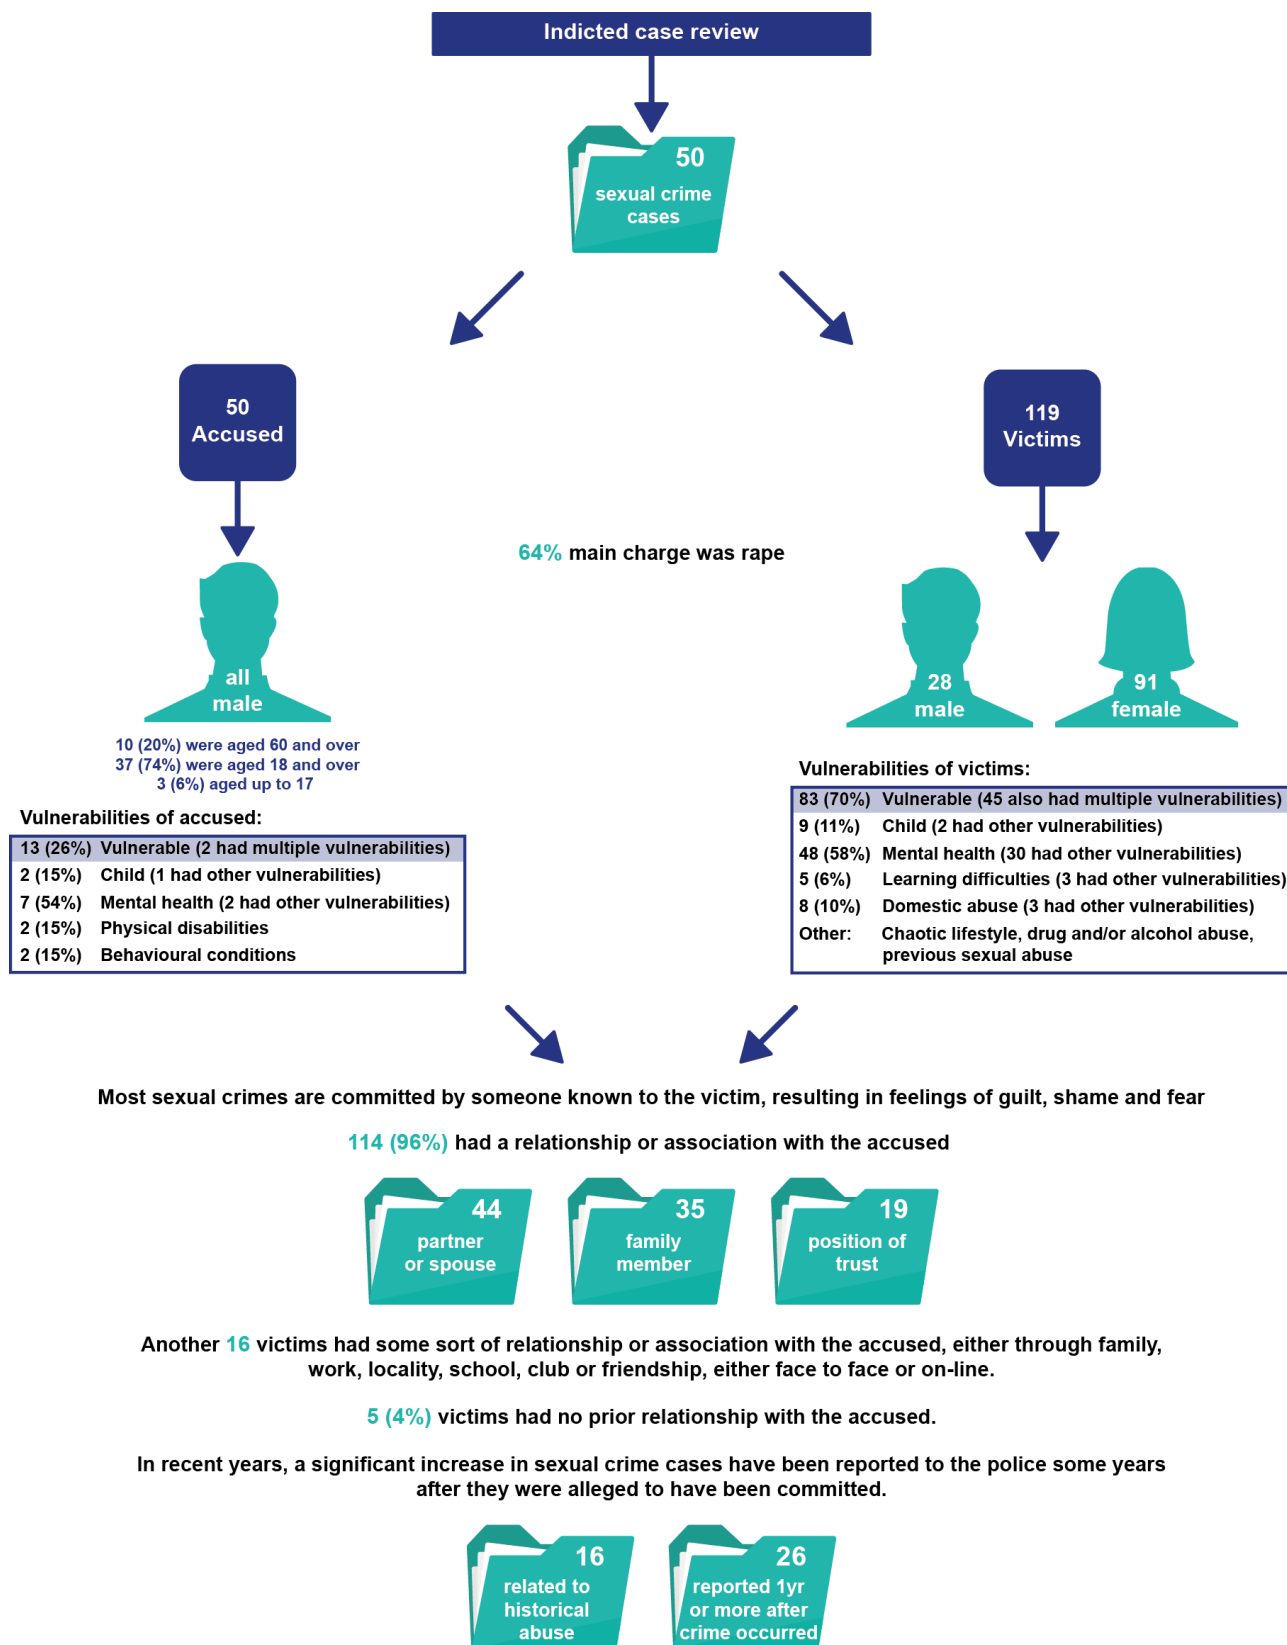 Indicted case review
50
sexual crime
cases
50
Accused
119
Victims
64% main charge was rape
all
male
28
male
91
female
10 (20%) were aged 60 and over
37 (74%) were aged 18 and over
3 (6%) aged up to 17
Vulnerabilities of accused:
13 (26%) Vulnerable (2 had multiple vulnerabilities)
2 (15%) Child (1 had other vulnerabilities)
7 (54%) Mental health (2 had other vulnerabilities)
2 (15%) Physical disabilities
2 (15%) Behavioural conditions
Vulnerabilities of victims:
83 (70%) Vulnerable (45 also had multiple vulnerabilities)
9 (11%) Child (2 had other vulnerabilities)
48 (58%) Mental health (30 had other vulnerabilities)
5 (6%) Learning difficulties (3 had other vulnerabilities)
8 (10%) Domestic abuse (3 had other vulnerabilities)
Other: Chaotic lifestyle, drug and/or alcohol abuse,
previous sexual abuse
Most sexual crimes are committed by someone known to the victim, resulting in feelings of guilt, shame and fear
114 (96%) had a relationship or association with the accused
44
partner
or spouse
35
family
member
19
position of
trust
Another 16 victims had some sort of relationship or association with the accused, either through family,
work, locality, school, club or friendship, either face to face or on-line.
5 (4%) victims had no prior relationship with the accused.
In recent years, a significant increase in sexual crime cases have been reported to the police some years
after they were alleged to have been committed.
16
related to
historical
abuse
26
reported 1yr
or more after
crime occurred